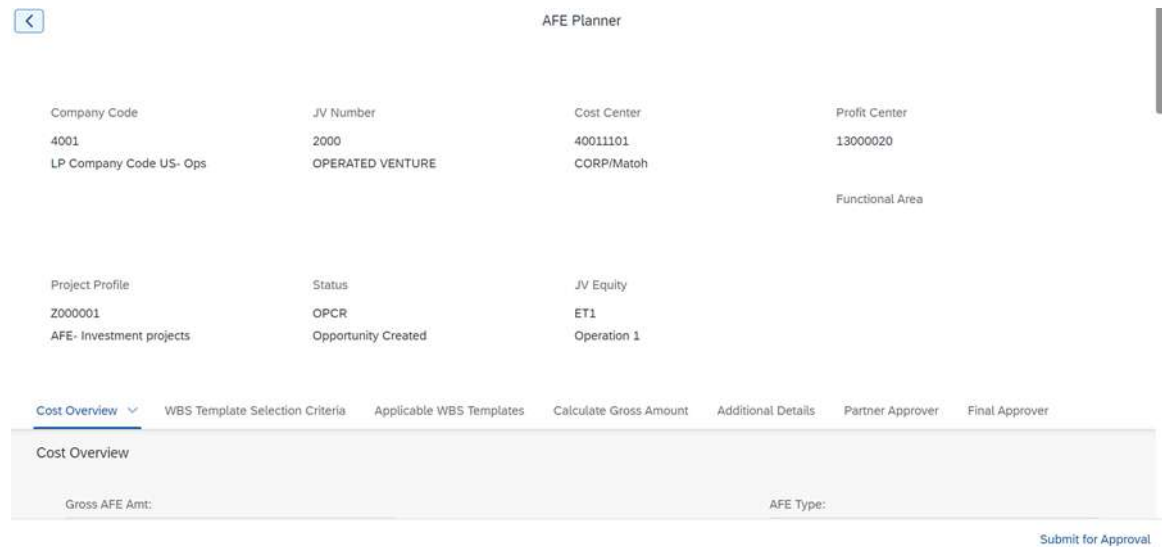 AFE Planner
Company Code JV Number Cost Center Profit Center
4001 2000 40011101 13000020
LP Company Code US- Ops OPERATED VENTURE CORP/Matoh
Functional Area
Project Profile Status JV Equity
Z000001 OPCR ET1
AFE- Investment projects Opportunity Created Operation 1
Cost Overview WBS Template Selection Criteria Applicable WBS Templates Calculate Gross Amount Additional Details Partner Approver Final Approver
Cost Overview
Gross AFE Amt: AFE Type:
Submit for Approval